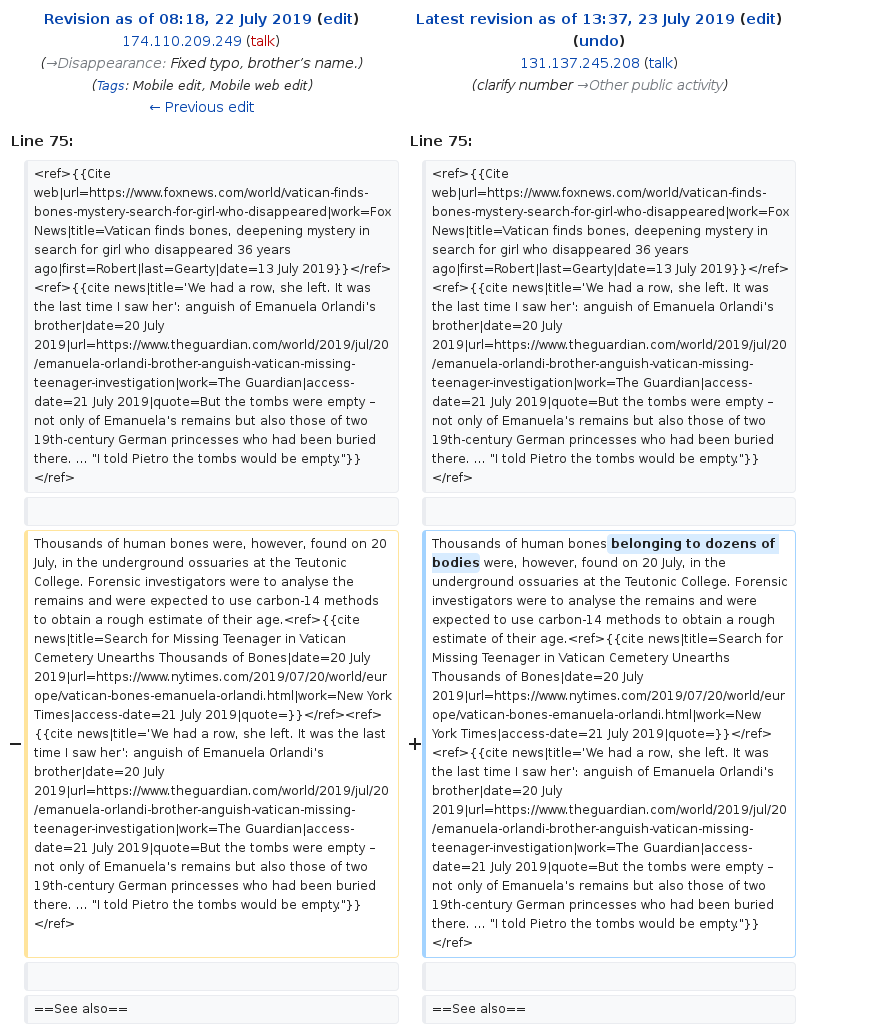 Revision as of 08:18, 22 July 2019 (edit)
174.110.209.249 (talk)
(→Disappearance: Fixed typo, brother's name.)
(Tags: Mobile edit, Mobile web edit)
← Previous edit
Latest revision as of 13:37, 23 July 2019 (edit)
(undo)
131.137.245.208 (talk)
(clarify number →Other public activity)
Line 75:
<ref>{{Cite
web|url=https://www.foxnews.com/world/vatican-finds-
bones-mystery-search-for-girl-who-disappeared|work=Fox
News|title=Vatican finds bones, deepening mystery in
search for girl who disappeared 36 years
ago|first=Robert|last=Gearty|date=13 July 2019}}</ref>
<ref>{{cite news|title='We had a row, she left. It was
the last time I saw her': anguish of Emanuela Orlandi's
brother|date=20 July
2019|url=https://www.theguardian.com/world/2019/jul/20
/emanuela-orlandi-brother-anguish-vatican-missing-
teenager-investigation|work=The Guardian|access-
date=21 July 2019|quote=But the tombs were empty –
not only of Emanuela's remains but also those of two
19th-century German princesses who had been buried
there. ... "I told Pietro the tombs would be empty."}}
</ref>
Line 75:
<ref>{{Cite
web|url=https://www.foxnews.com/world/vatican-finds-
bones-mystery-search-for-girl-who-disappeared|work=Fox
News|title=Vatican finds bones, deepening mystery in
search for girl who disappeared 36 years
ago|first=Robert|last=Gearty|date=13 July 2019}}</ref>
<ref>{{cite news|title='We had a row, she left. It was
the last time I saw her': anguish of Emanuela Orlandi's
brother|date=20 July
2019|url=https://www.theguardian.com/world/2019/jul/20
/emanuela-orlandi-brother-anguish-vatican-missing-
teenager-investigation|work=The Guardian|access-
date=21 July 2019|quote=But the tombs were empty –
not only of Emanuela's remains but also those of two
19th-century German princesses who had been buried
there. ... "I told Pietro the tombs would be empty."}}
</ref>
−
Thousands of human bones were, however, found on 20
July, in the underground ossuaries at the Teutonic
College. Forensic investigators were to analyse the
remains and were expected to use carbon-14 methods
to obtain a rough estimate of their age.<ref>{{cite
news|title=Search for Missing Teenager in Vatican
Cemetery Unearths Thousands of Bones|date=20 July
2019|url=https://www.nytimes.com/2019/07/20/world/eur
ope/vatican-bones-emanuela-orlandi.html|work=New York
Times|access-date=21 July 2019|quote=}}</ref><ref>
{{cite news|title='We had a row, she left. It was the last
time I saw her': anguish of Emanuela Orlandi's
brother|date=20 July
2019|url=https://www.theguardian.com/world/2019/jul/20
/emanuela-orlandi-brother-anguish-vatican-missing-
teenager-investigation|work=The Guardian|access-
date=21 July 2019|quote=But the tombs were empty –
not only of Emanuela's remains but also those of two
19th-century German princesses who had been buried
there. ... "I told Pietro the tombs would be empty."}}
</ref>
+
Thousands of human bones belonging to dozens of
bodies were, however, found on 20 July, in the
underground ossuaries at the Teutonic College. Forensic
investigators were to analyse the remains and were
expected to use carbon-14 methods to obtain a rough
estimate of their age.<ref>{{cite news|title=Search for
Missing Teenager in Vatican Cemetery Unearths
Thousands of Bones|date=20 July
2019|url=https://www.nytimes.com/2019/07/20/world/eur
ope/vatican-bones-emanuela-orlandi.html|work=New
York Times|access-date=21 July 2019|quote=}}</ref>
<ref>{{cite news|title='We had a row, she left. It was
the last time I saw her': anguish of Emanuela Orlandi's
brother|date=20 July
2019|url=https://www.theguardian.com/world/2019/jul/20
/emanuela-orlandi-brother-anguish-vatican-missing-
teenager-investigation|work=The Guardian|access-
date=21 July 2019|quote=But the tombs were empty –
not only of Emanuela's remains but also those of two
19th-century German princesses who had been buried
there. ... "I told Pietro the tombs would be empty."}}
</ref>
==See also==
==See also==